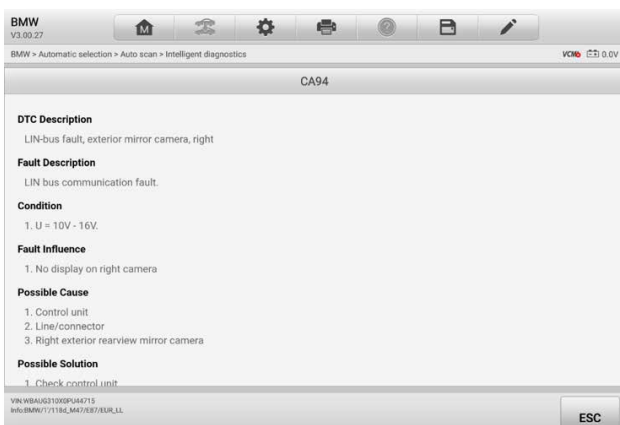 BMW
V3.00.27
M
BMW > Automatic selection > Auto scan > Intelligent diagnostics
VCMI 0.0V
CA94
DTC Description
LIN-bus fault, exterior mirror camera, right
Fault Description
LIN bus communication fault.
Condition
1. U = 10V - 16V.
Fault Influence
1. No display on right camera
Possible Cause
1. Control unit
2. Line/connector
3. Right exterior rearview mirror camera
Possible Solution
1. Check control unit
VIN:WBAUG310X0PU44715
Info:BMW/'1'/118d_M47/E87/EUR_LL
ESC